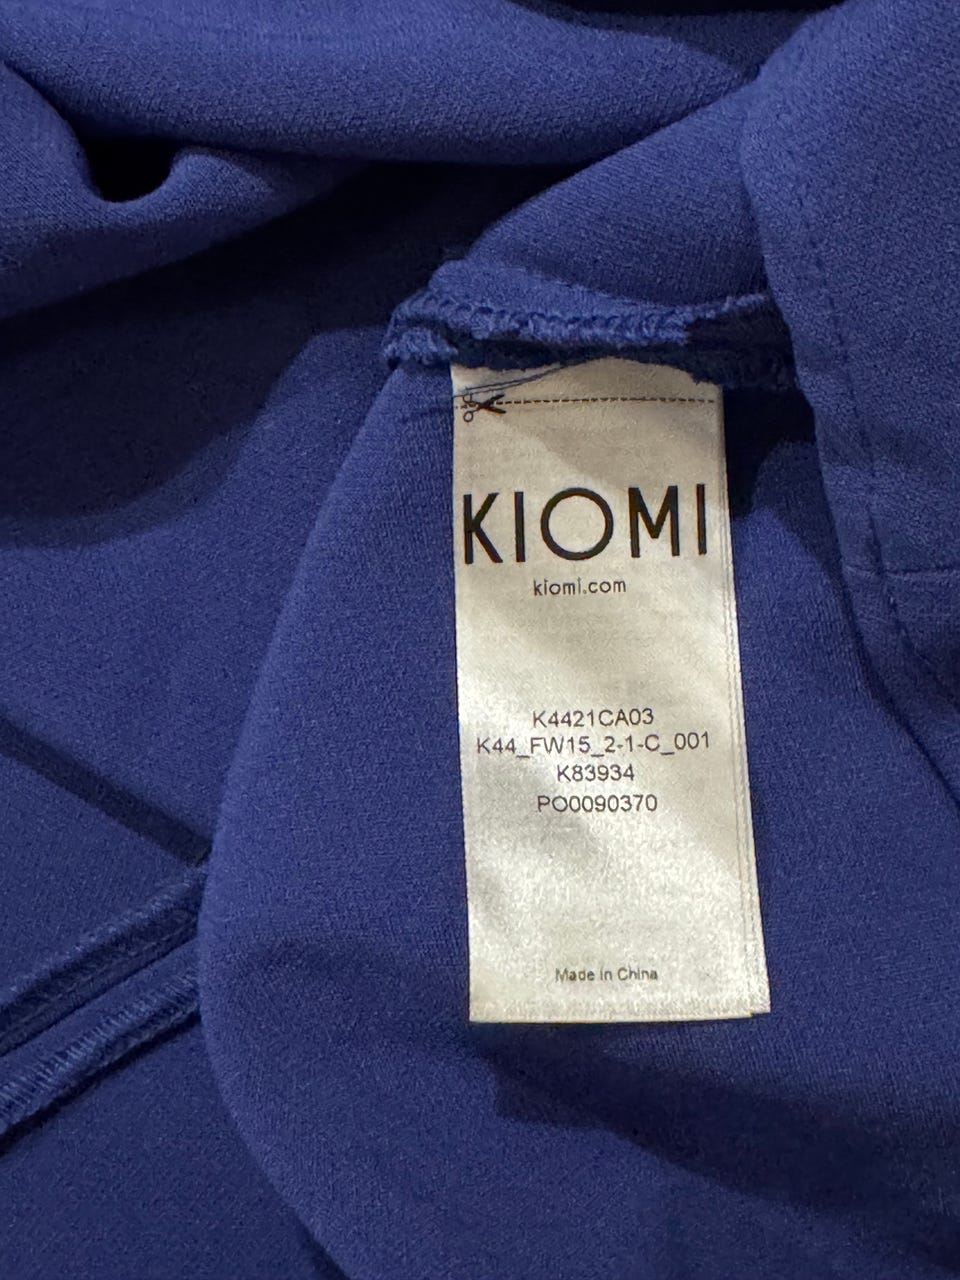 KIOMI
kiomi.com
K4421CA03
K44_FW15_2-1-C_001
K83934
PO0090370
Made in China